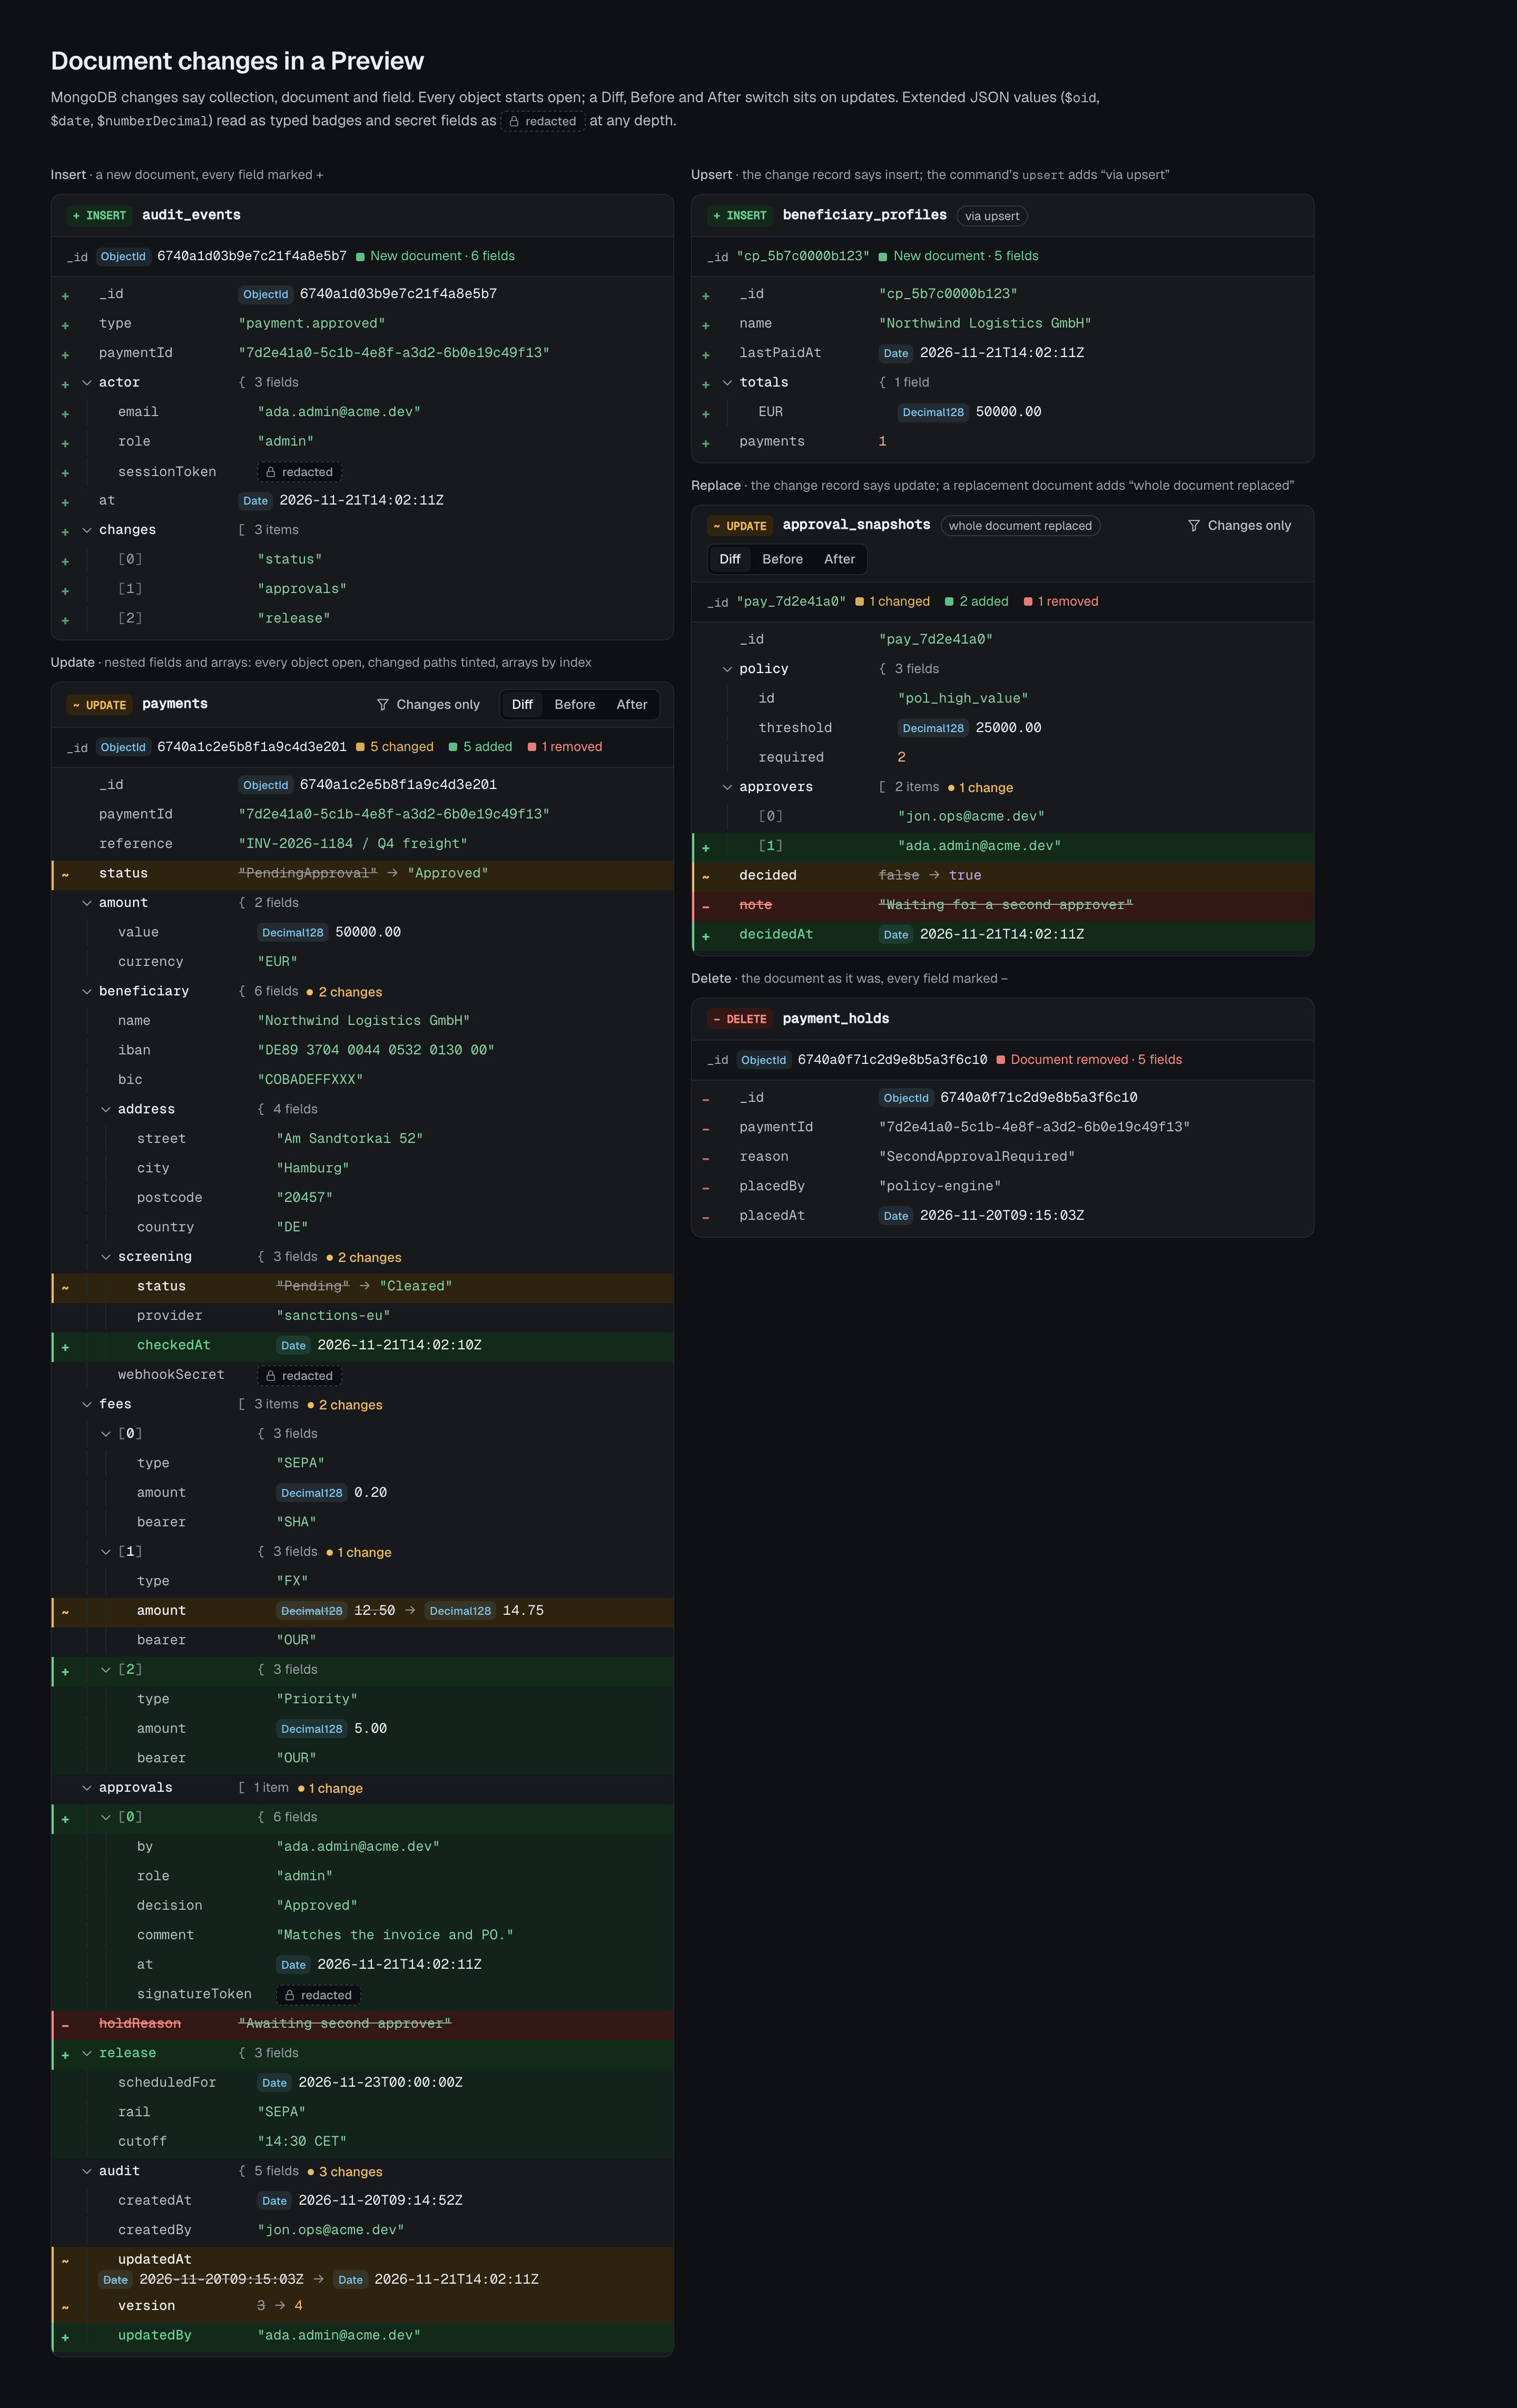 Document changes in a Preview
MongoDB changes say collection, document and field. Every object starts open; a Diff, Before and After switch sits on updates. Extended JSON values ($oid,
$date, $numberDecimal) read as typed badges and secret fields as redacted at any depth.
Insert · a new document, every field marked +
+ INSERT audit_events
_id ObjectId 6740a1d03b9e7c21f4a8e5b7 New document · 6 fields
+ _id ObjectId 6740a1d03b9e7c21f4a8e5b7
+ type "payment.approved"
+ paymentId "7d2e41a0-5c1b-4e8f-a3d2-6b0e19c49f13"
+ actor { 3 fields
+ email "ada.admin@acme.dev"
+ role "admin"
+ sessionToken redacted
+ at Date 2026-11-21T14:02:11Z
+ changes [ 3 items
+ [0] "status"
+ [1] "approvals"
+ [2] "release"
Update · nested fields and arrays: every object open, changed paths tinted, arrays by index
~ UPDATE payments Changes only Diff Before After
_id ObjectId 6740a1c2e5b8f1a9c4d3e201 5 changed 5 added 1 removed
_id ObjectId 6740a1c2e5b8f1a9c4d3e201
paymentId "7d2e41a0-5c1b-4e8f-a3d2-6b0e19c49f13"
reference "INV-2026-1184 / Q4 freight"
~ status "PendingApproval" → "Approved"
amount { 2 fields
value Decimal128 50000.00
currency "EUR"
beneficiary { 6 fields 2 changes
name "Northwind Logistics GmbH"
iban "DE89 3704 0044 0532 0130 00"
bic "COBADEFFXXX"
address { 4 fields
street "Am Sandtorkai 52"
city "Hamburg"
postcode "20457"
country "DE"
screening { 3 fields 2 changes
~ status "Pending" → "Cleared"
provider "sanctions-eu"
+ checkedAt Date 2026-11-21T14:02:10Z
webhookSecret redacted
fees [ 3 items 2 changes
[0] { 3 fields
type "SEPA"
amount Decimal128 0.20
bearer "SHA"
[1] { 3 fields 1 change
type "FX"
~ amount Decimal128 12.50 → Decimal128 14.75
bearer "OUR"
+ [2] { 3 fields
type "Priority"
amount Decimal128 5.00
bearer "OUR"
approvals [ 1 item 1 change
+ [0] { 6 fields
by "ada.admin@acme.dev"
role "admin"
decision "Approved"
comment "Matches the invoice and PO."
at Date 2026-11-21T14:02:11Z
signatureToken redacted
− holdReason "Awaiting second approver"
+ release { 3 fields
scheduledFor Date 2026-11-23T00:00:00Z
rail "SEPA"
cutoff "14:30 CET"
audit { 5 fields 3 changes
createdAt Date 2026-11-20T09:14:52Z
createdBy "jon.ops@acme.dev"
~ updatedAt
Date 2026-11-20T09:15:03Z → Date 2026-11-21T14:02:11Z
~ version 3 → 4
+ updatedBy "ada.admin@acme.dev"
Upsert · the change record says insert; the command's upsert adds “via upsert”
+ INSERT beneficiary_profiles via upsert
_id "cp_5b7c0000b123" New document · 5 fields
+ _id "cp_5b7c0000b123"
+ name "Northwind Logistics GmbH"
+ lastPaidAt Date 2026-11-21T14:02:11Z
+ totals { 1 field
+ EUR Decimal128 50000.00
+ payments 1
Replace · the change record says update; a replacement document adds “whole document replaced”
~ UPDATE approval_snapshots whole document replaced Changes only
Diff Before After
_id "pay_7d2e41a0" 1 changed 2 added 1 removed
_id "pay_7d2e41a0"
policy { 3 fields
id "pol_high_value"
threshold Decimal128 25000.00
required 2
approvers [ 2 items 1 change
[0] "jon.ops@acme.dev"
+ [1] "ada.admin@acme.dev"
~ decided false → true
− note "Waiting for a second approver"
+ decidedAt Date 2026-11-21T14:02:11Z
Delete · the document as it was, every field marked −
− DELETE payment_holds
_id ObjectId 6740a0f71c2d9e8b5a3f6c10 Document removed · 5 fields
− _id ObjectId 6740a0f71c2d9e8b5a3f6c10
− paymentId "7d2e41a0-5c1b-4e8f-a3d2-6b0e19c49f13"
− reason "SecondApprovalRequired"
− placedBy "policy-engine"
− placedAt Date 2026-11-20T09:15:03Z